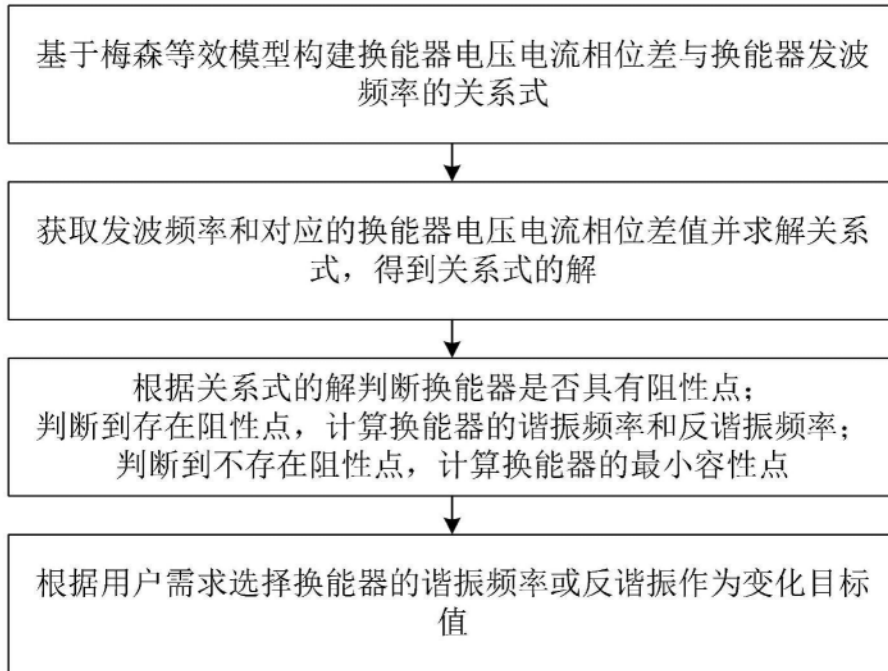 基于梅森等效模型构建换能器电压电流相位差与换能器发波
频率的关系式
获取发波频率和对应的换能器电压电流相位差值并求解关系
式，得到关系式的解
根据关系式的解判断换能器是否具有阻性点；
判断到存在阻性点，计算换能器的谐振频率和反谐振频率；
判断到不存在阻性点，计算换能器的最小容性点
根据用户需求选择换能器的谐振频率或反谐振作为变化目标
值